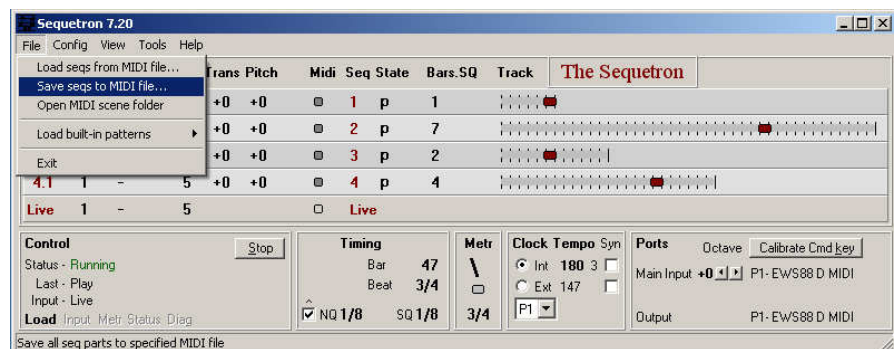 Sequetron 7.20
File Config View Tools Help
Load seqs from MIDI file...
Save seqs to MIDI file...
Open MIDI scene folder
Load built-in patterns
Exit
Trans Pitch Midi Seq State Bars.SQ Track The Sequetron
+0 +0 1 p 1
+0 +0 2 p 7
+0 +0 3 p 2
4.1 1 - 5 +0 +0 4 p 4
Live 1 - 5 Live
Control Stop
Status - Running
Last - Play
Input - Live
Load Input Metr Status Diag
Timing
Bar 47
Beat 3/4
NQ 1/8 SQ 1/8
Metr
\
3/4
Clock Tempo Syn
Int 180 3
Ext 147
P1
Ports Octave Calibrate Cmd key
Main Input +0 P1- EWS88 D MIDI
Output P1- EWS88 D MIDI
Save all seq parts to specified MIDI file